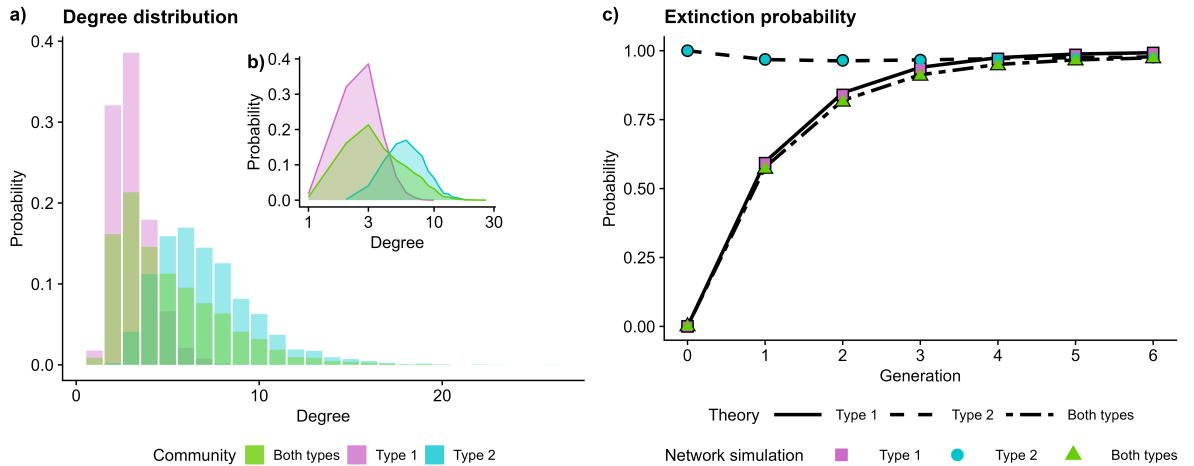 a)
Degree distribution
Probability
0.4
0.3
0.2
0.1
0.0
0
10
20
Degree
b)
Probability
0.4
0.3
0.2
0.1
0.0
1
3
10
30
Degree
Community
Both types
Type 1
Type 2
c)
Extinction probability
Probability
1.00
0.75
0.50
0.25
0.00
0
1
2
3
4
5
6
Generation
Theory
Type 1
Type 2
Both types
Network simulation
Type 1
Type 2
Both types